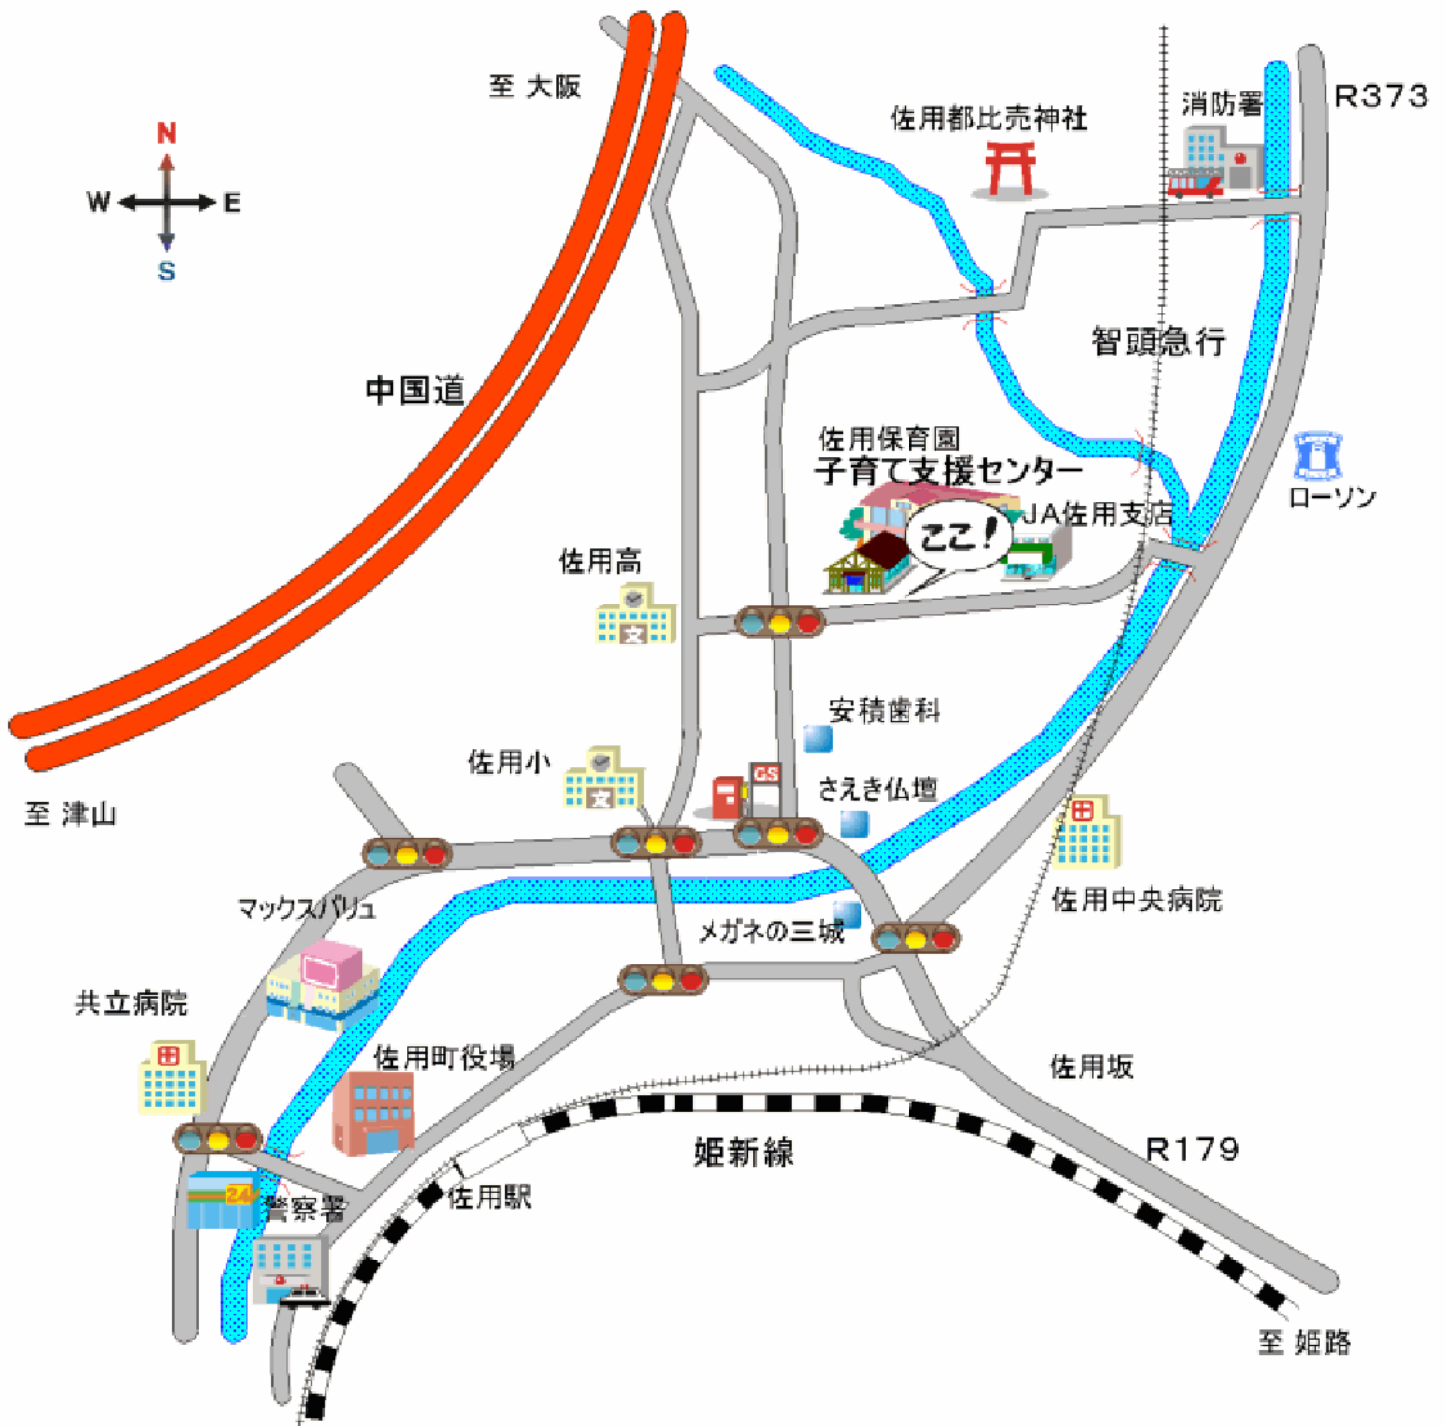 至 大阪
佐用都比売神社
消防署
R373
N
W
E
S
智頭急行
中国道
佐用保育園
子育て支援センター
ローソン
JA佐用支店
ここ！
佐用高
文
安積歯科
佐用小
GS
さえき仏壇
文
至 津山
佐用中央病院
マックスバリュ
メガネの三城
共立病院
佐用町役場
佐用坂
姫新線
R179
24
警察署
佐用駅
至 姫路